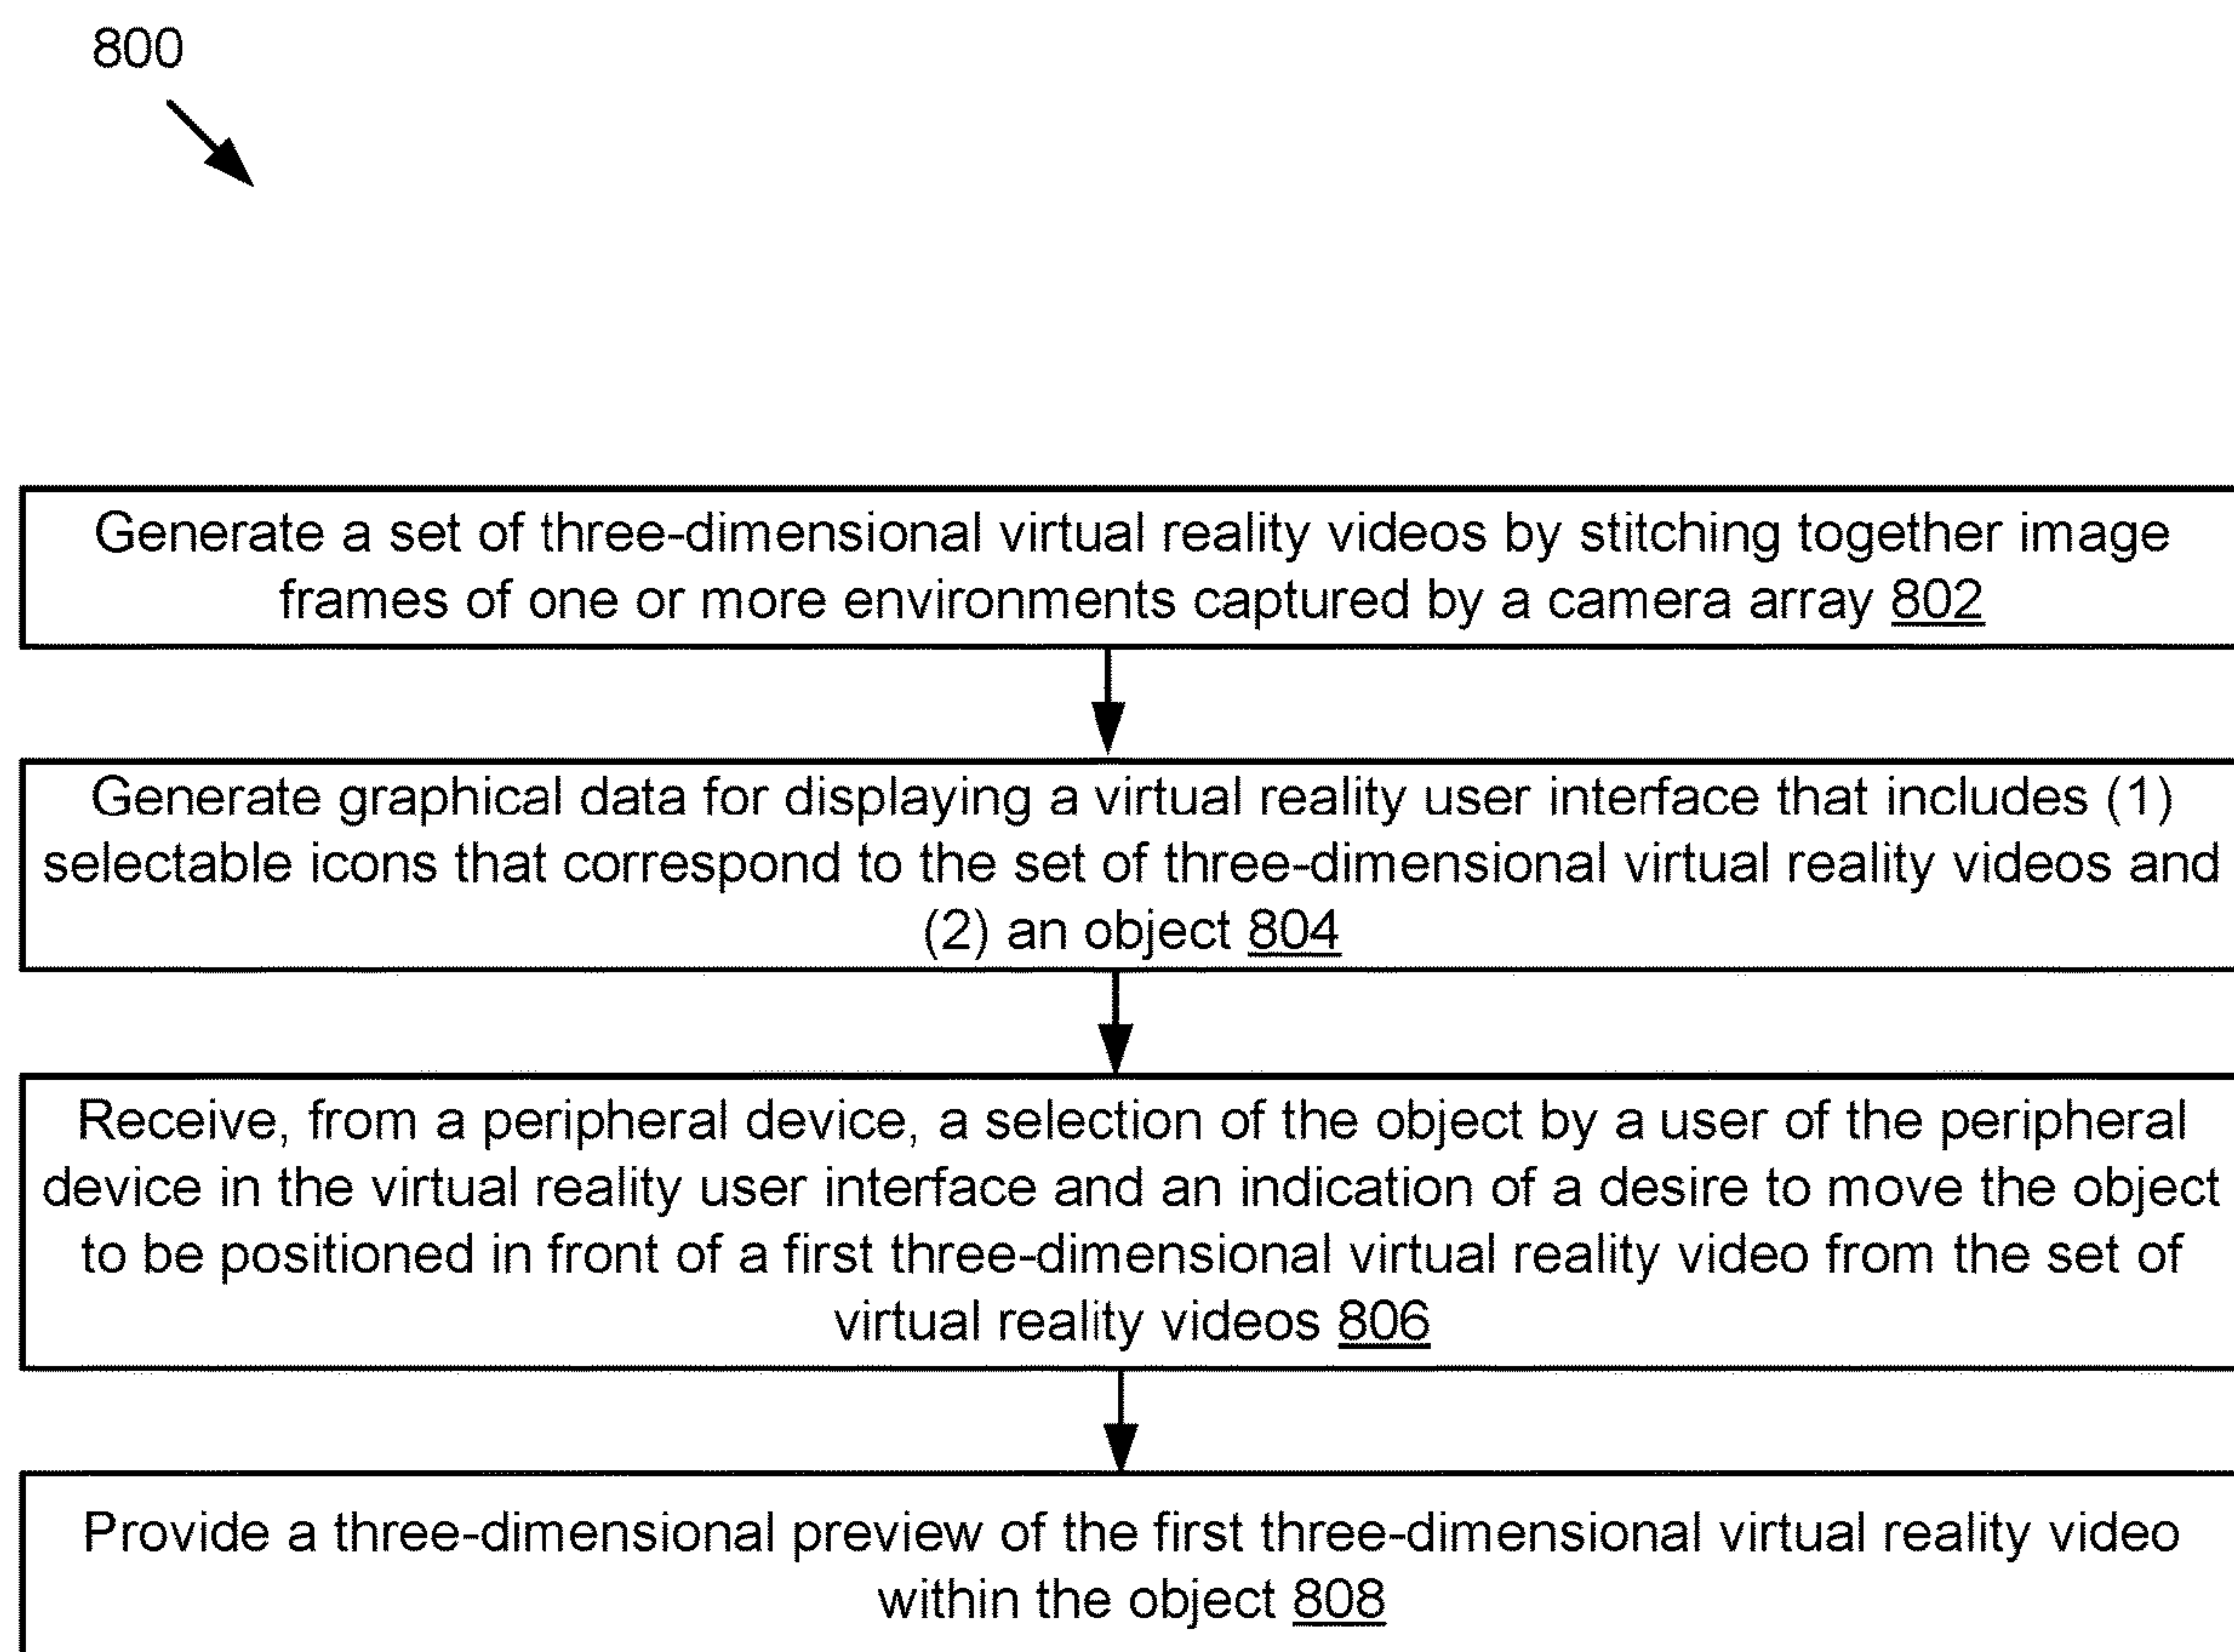 800
Generate a set of three-dimensional virtual reality videos by stitching together image
frames of one or more environments captured by a camera array 802
Generate graphical data for displaying a virtual reality user interface that includes (1)
selectable icons that correspond to the set of three-dimensional virtual reality videos and
(2) an object 804
Receive, from a peripheral device, a selection of the object by a user of the peripheral
device in the virtual reality user interface and an indication of a desire to move the object
to be positioned in front of a first three-dimensional virtual reality video from the set of
virtual reality videos 806
Provide a three-dimensional preview of the first three-dimensional virtual reality video
within the object 808